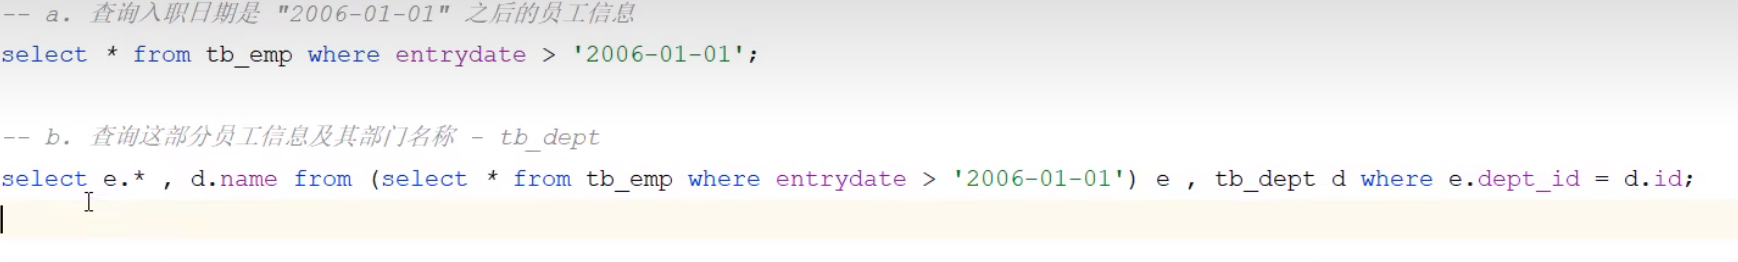 -- a. 查询入职日期是 "2006-01-01" 之后的员工信息
select * from tb_emp where entrydate > '2006-01-01';
-- b. 查询这部分员工信息及其部门名称 - tb_dept
select e.* , d.name from (select * from tb_emp where entrydate > '2006-01-01') e , tb_dept d where e.dept_id = d.id;